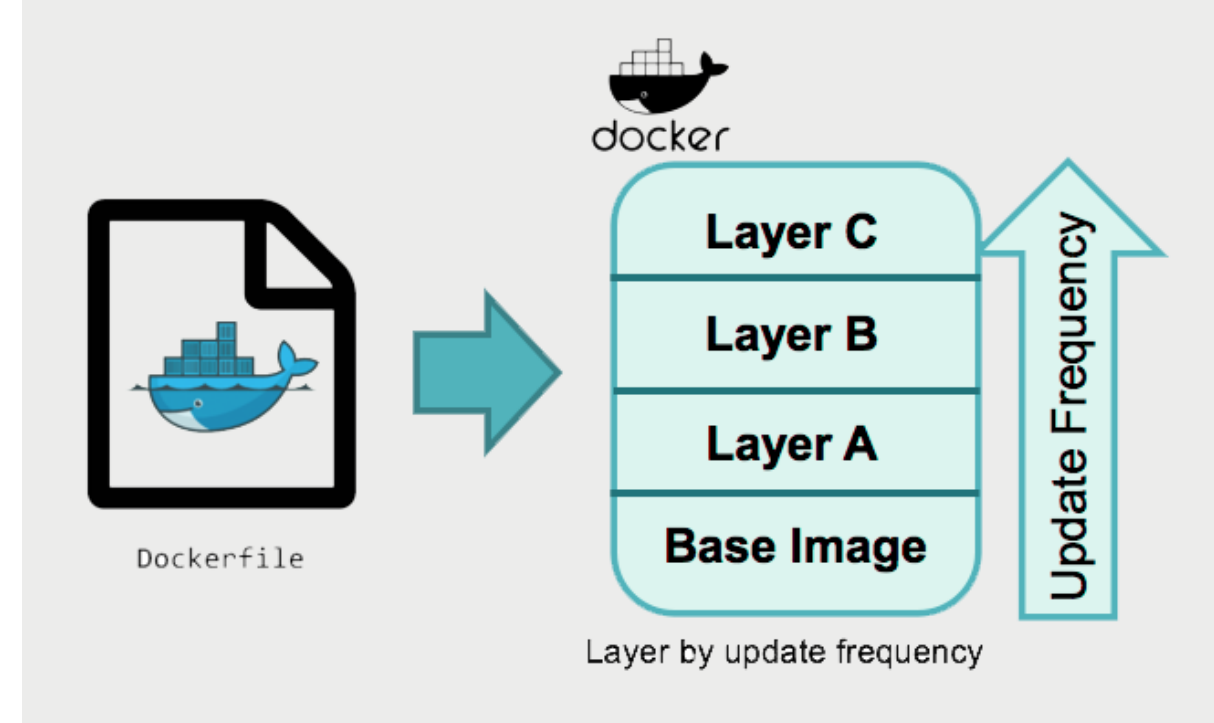 docker
Layer C
Layer B
Layer A
Base Image
Update Frequency
Dockerfile
Layer by update frequency